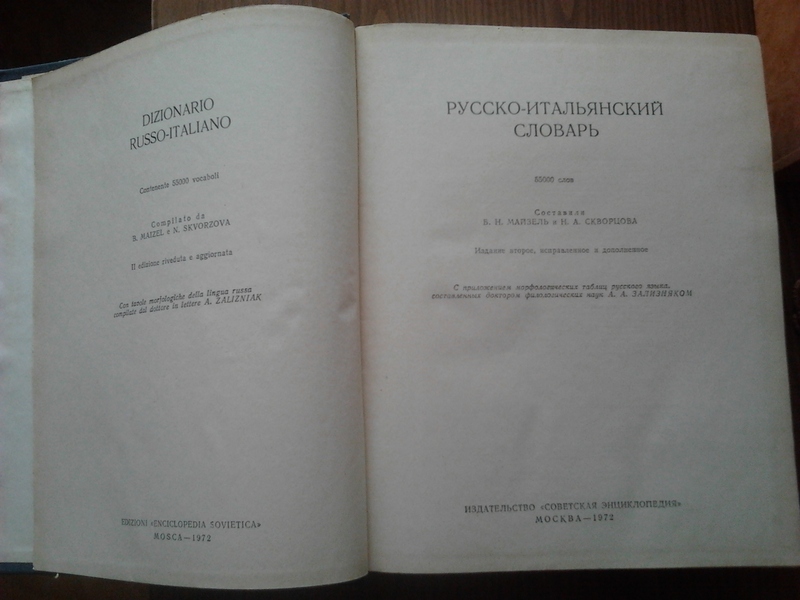 DIZIONARIO
RUSSO-ITALIANO
Contenente 55000 vocaboli
Compilato da
B. MAIZEL e N. SKVORZOVA
II edizione riveduta e aggiornata
Con tavole morfologiche della lingua russa
compilate dal dottore in lettere A. ZALIZNIAK
EDIZIONI «ENCICLOPEDIA SOVIETICA»
MOSCA—1972
РУССКО-ИТАЛЬЯНСКИЙ
СЛОВАРЬ
55000 слов
Составили
Б. Н. МАЙЗЕЛЬ и Н. А. СКВОРЦОВА
Издание второе, исправленное и дополненное
С приложением морфологических таблиц русского языка,
составленных доктором филологических наук А. А. ЗАЛИЗНЯКОМ
ИЗДАТЕЛЬСТВО «СОВЕТСКАЯ ЭНЦИКЛОПЕДИЯ»
МОСКВА—1972